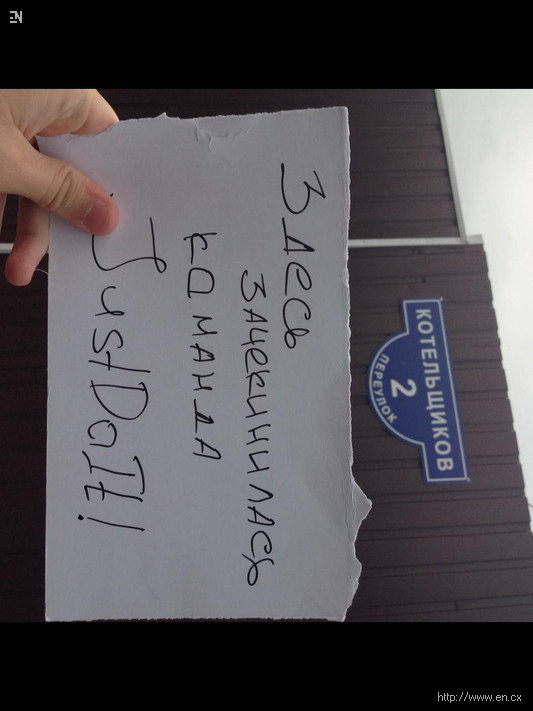 Здесь
зачекинилась
команда
JustDoIt!
КОТЕЛЬЩИКОВ
2
ПЕРЕУЛОК
EN
http://www.en.cx